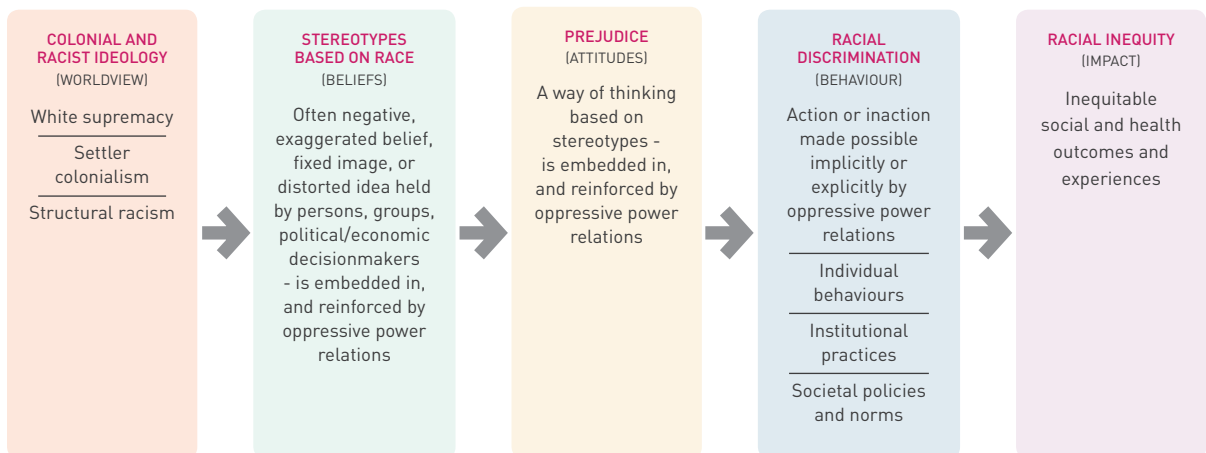 COLONIAL AND
RACIST IDEOLOGY
(WORLDVIEW)
White supremacy
Settler
colonialism
Structural racism
STEREOTYPES
BASED ON RACE
(BELIEFS)
Often negative,
exaggerated belief,
fixed image, or
distorted idea held
by persons, groups,
political/economic
decisionmakers
- is embedded in,
and reinforced by
oppressive power
relations
PREJUDICE
(ATTITUDES)
A way of thinking
based on
stereotypes -
is embedded in,
and reinforced by
oppressive power
relations
RACIAL
DISCRIMINATION
(BEHAVIOUR)
Action or inaction
made possible
implicitly or
explicitly by
oppressive power
relations
Individual
behaviours
Institutional
practices
Societal policies
and norms
RACIAL INEQUITY
(IMPACT)
Inequitable
social and health
outcomes and
experiences